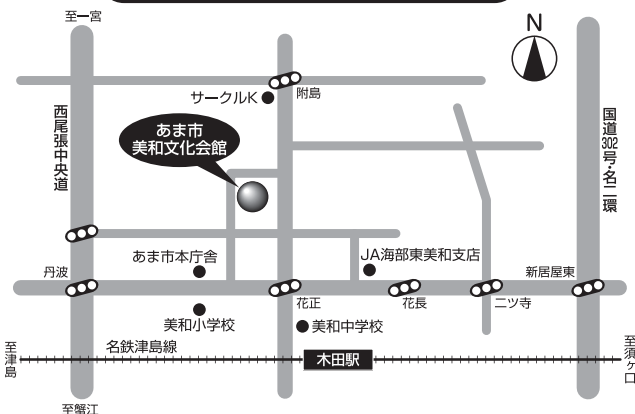 至一宮
N
サークルK
附島
西尾張中央道
あま市
美和文化会館
国道302号・名二環
あま市本庁舎
JA海部東美和支店
丹波
新居屋東
花正
花長
二ツ寺
美和小学校
美和中学校
至津島
名鉄津島線
木田駅
至須ヶ口
至蟹江